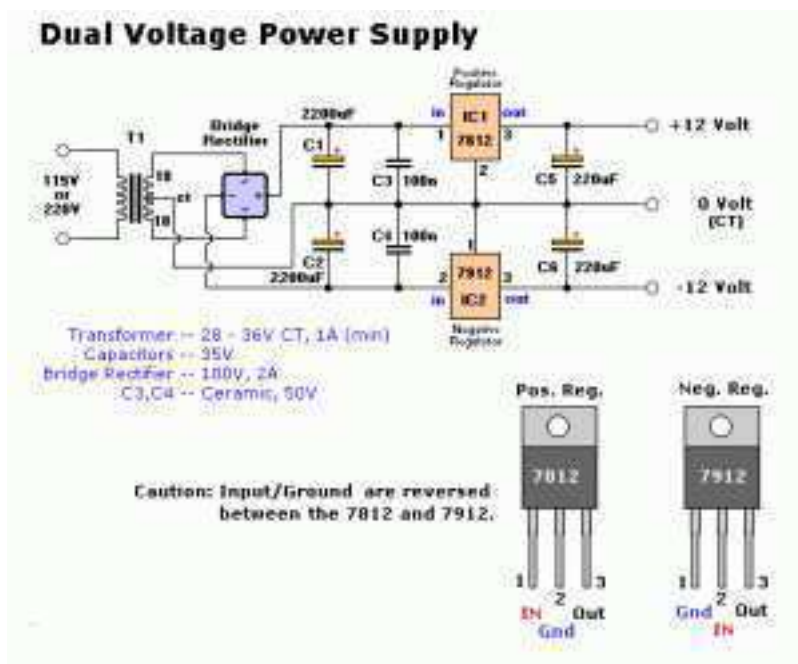 Dual Voltage Power Supply
Positive
Regulator
2200uF
in
IC1
out
+12 Volt
Bridge
Rectifier
T1
C1
1
7812
3
2
C3
100n
C5
220uF
115V
or
220V
18
ct
18
0 Volt
(CT)
C4
100n
1
C2
2200uF
2
7912
3
C6
220uF
in
IC2
out
-12 Volt
Negative
Regulator
Transformer -- 28 - 36V CT, 1A (min)
Capacitors -- 35V
Bridge Rectifier -- 100V, 2A
C3,C4 -- Ceramic, 50V
Pos. Reg.
Neg. Reg.
7812
7912
Caution: Input/Ground are reversed
between the 7812 and 7912.
1
2
3
IN
Gnd
Out
1
2
3
Gnd
IN
Out